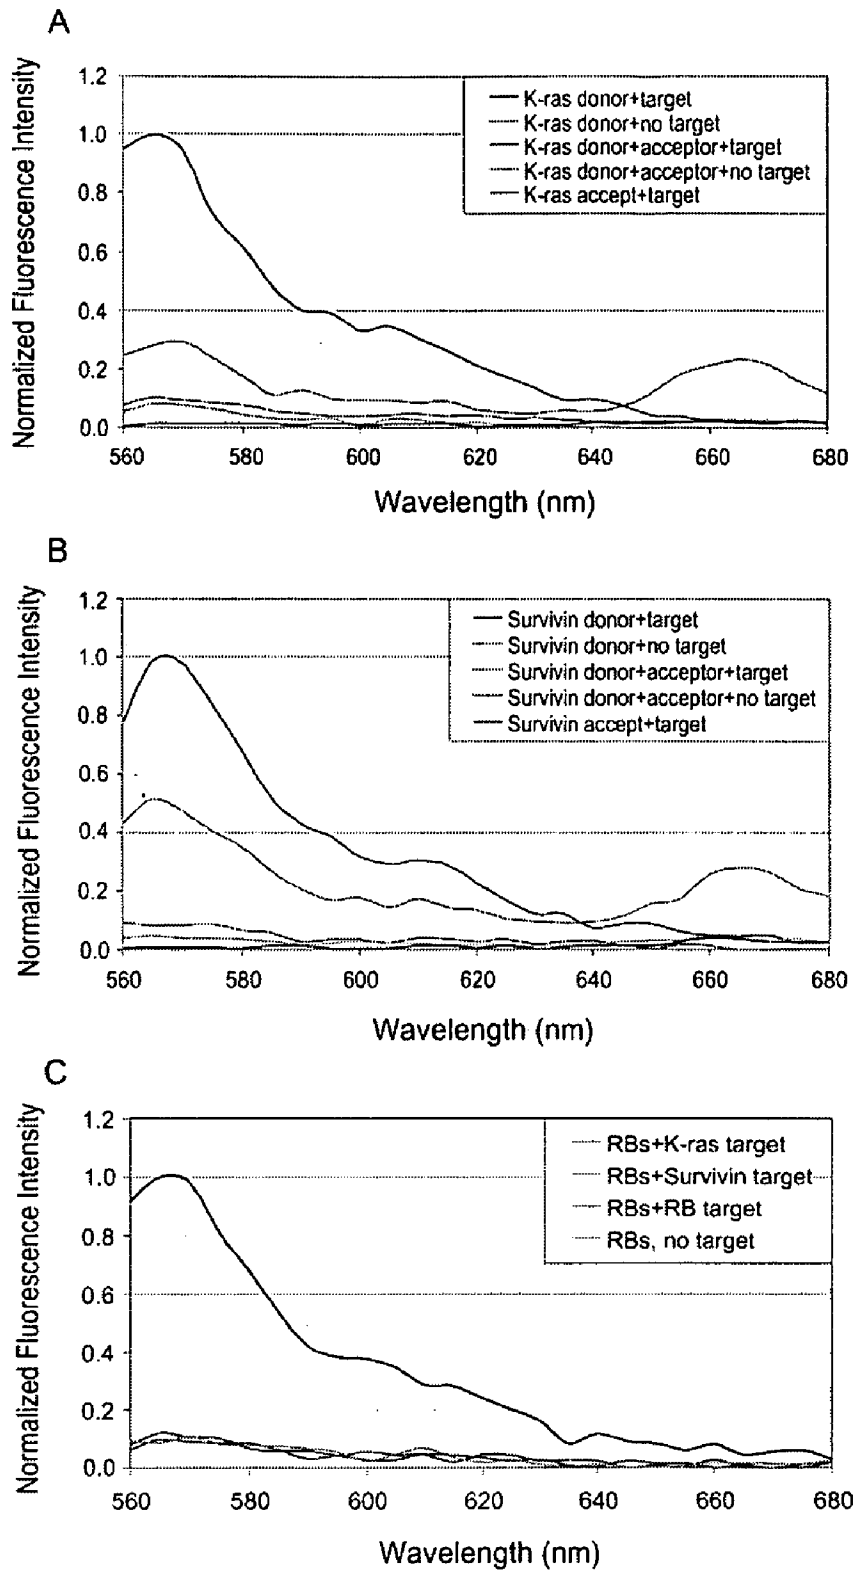 A
Normatized Fluorescence Intensity
1.2
1.0
0.8
0.6
0.4
0.2
0.0
K-ras donor+target
K-ras donor+no target
K-ras donor+acceptor+target
K-ras donor+acceptor+no target
K-ras accept+target
560 580 600 620 640 660 680
Wavelength (nm)
B
Normalized Fluorescence Intensity
1.2
1.0
0.8
0.6
0.4
0.2
0.0
Survivin donor+target
Survivin donor+no target
Survivin donor+acceptor+target
Survivin donor+acceptor+no target
Survivin accept+target
560 580 600 620 640 660 680
Wavelength (nm)
C
Normalized Fluorescence Intensity
1.2
1.0
0.8
0.6
0.4
0.2
0.0
RBs+K-ras target
RBs+Survivin target
RBs+RB target
RBs, no target
560 580 600 620 640 660 680
Wavelength (nm)